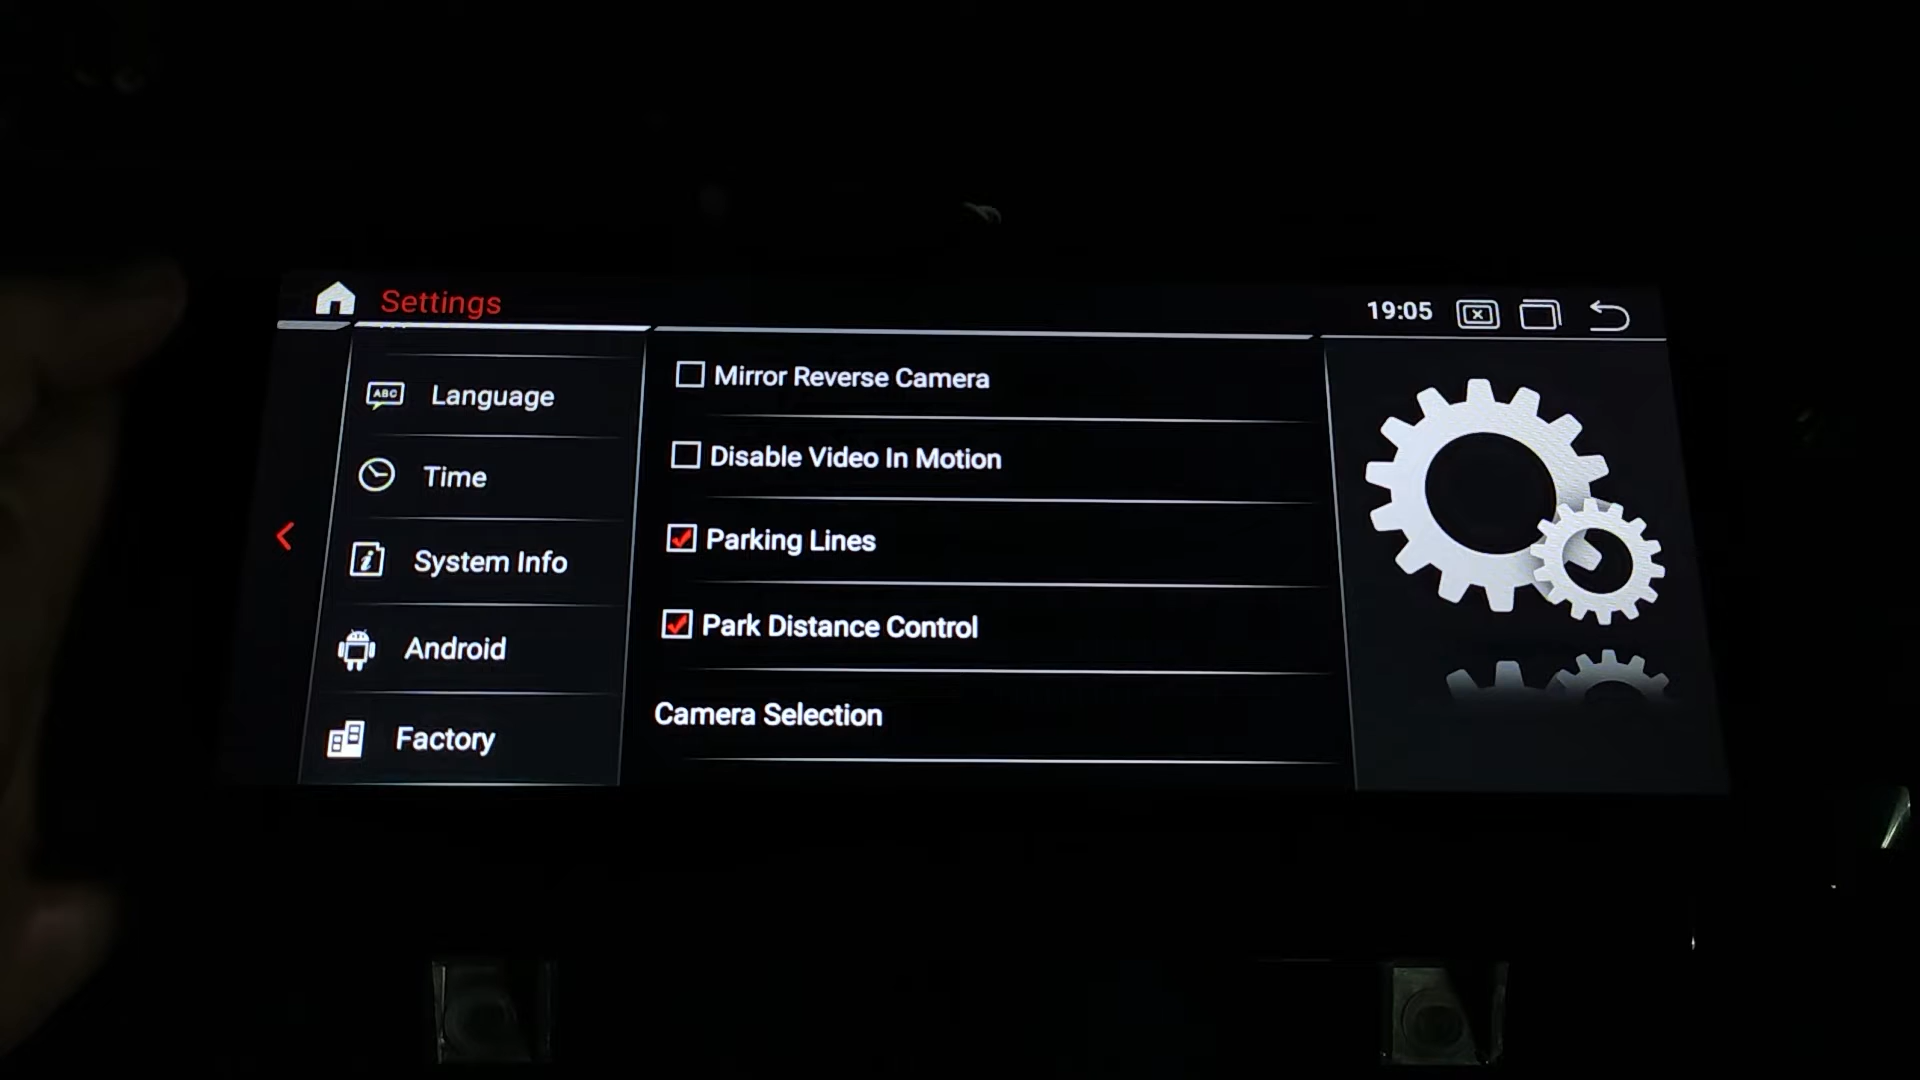 Settings
19:05
Language
Time
System Info
Android
Factory
Mirror Reverse Camera
Disable Video In Motion
Parking Lines
Park Distance Control
Camera Selection
ABC